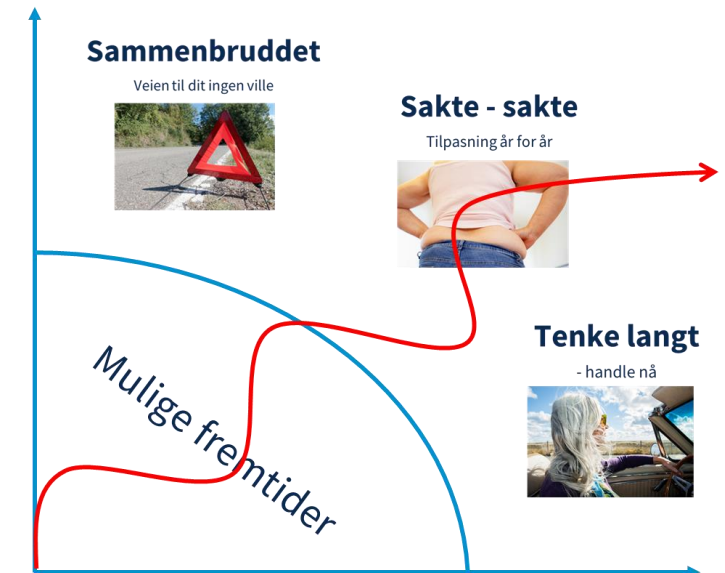 Sammenbruddet
Veien til dit ingen ville
Sakte - sakte
Tilpasning år for år
Tenke langt
- handle nå
Mulige fremtider